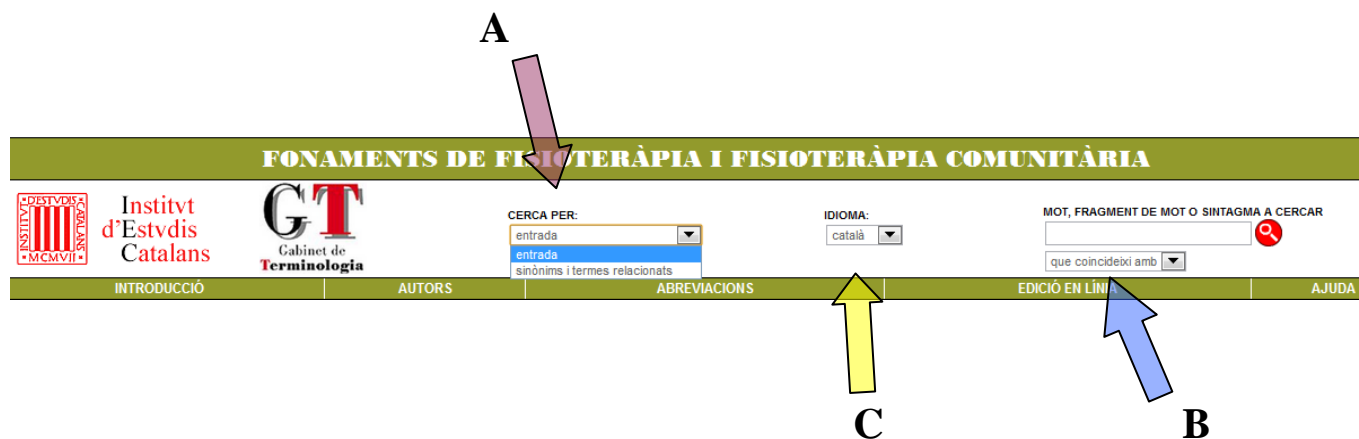 A
FONAMENTS DE FISIOTERÀPIA I FISIOTERÀPIA COMUNITÀRIA
INSTITVT
D'ESTVDIS
CATALANS
MCMVII
Institvt
d'Estvdis
Catalans
GT
Gabinet de
Terminologia
CERCA PER:
entrada
entrada
sinònims i termes relacionats
IDIOMA:
català
MOT, FRAGMENT DE MOT O SINTAGMA A CERCAR
que coincideixi amb
INTRODUCCIÓ AUTORS ABREVIACIONS EDICIÓ EN LÍNIA AJUDA
C
B